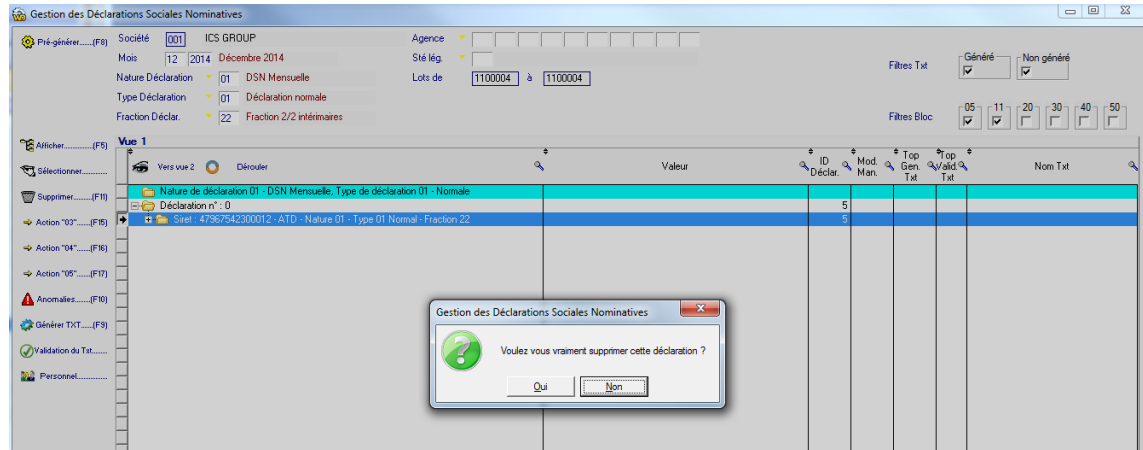 Gestion des Déclarations Sociales Nominatives
Pré-générer......(F8)
Société 001 ICS GROUP Agence
Mois 12 2014 Décembre 2014 Sté lég.
Nature Déclaration 01 DSN Mensuelle Lots de 1100004 à 1100004
Type Déclaration 01 Déclaration normale
Fraction Déclar. 22 Fraction 2/2 intérimaires
Filtres Txt Généré Non généré
Filtres Bloc 05 11 20 30 40 50
Afficher............(F5)
Sélectionner............
Supprimer........(F11)
Action "03"......(F15)
Action "04"......(F16)
Action "05"......(F17)
Anomalies.......(F10)
Générer TXT.....(F9)
Validation du Txt.......
Personnel..............
Vue 1
Vers vue 2 Dérouler Valeur ID Déclar. Mod. Man. Top Gen. Txt Top Valid. Txt Nom Txt
Nature de déclaration 01 - DSN Mensuelle, Type de déclaration 01 - Normale
Déclaration n° : 0 5
Siret : 47967542300012 - ATD - Nature 01 - Type 01 Normal - Fraction 22 5
Gestion des Déclarations Sociales Nominatives
Voulez vous vraiment supprimer cette déclaration ?
Oui Non